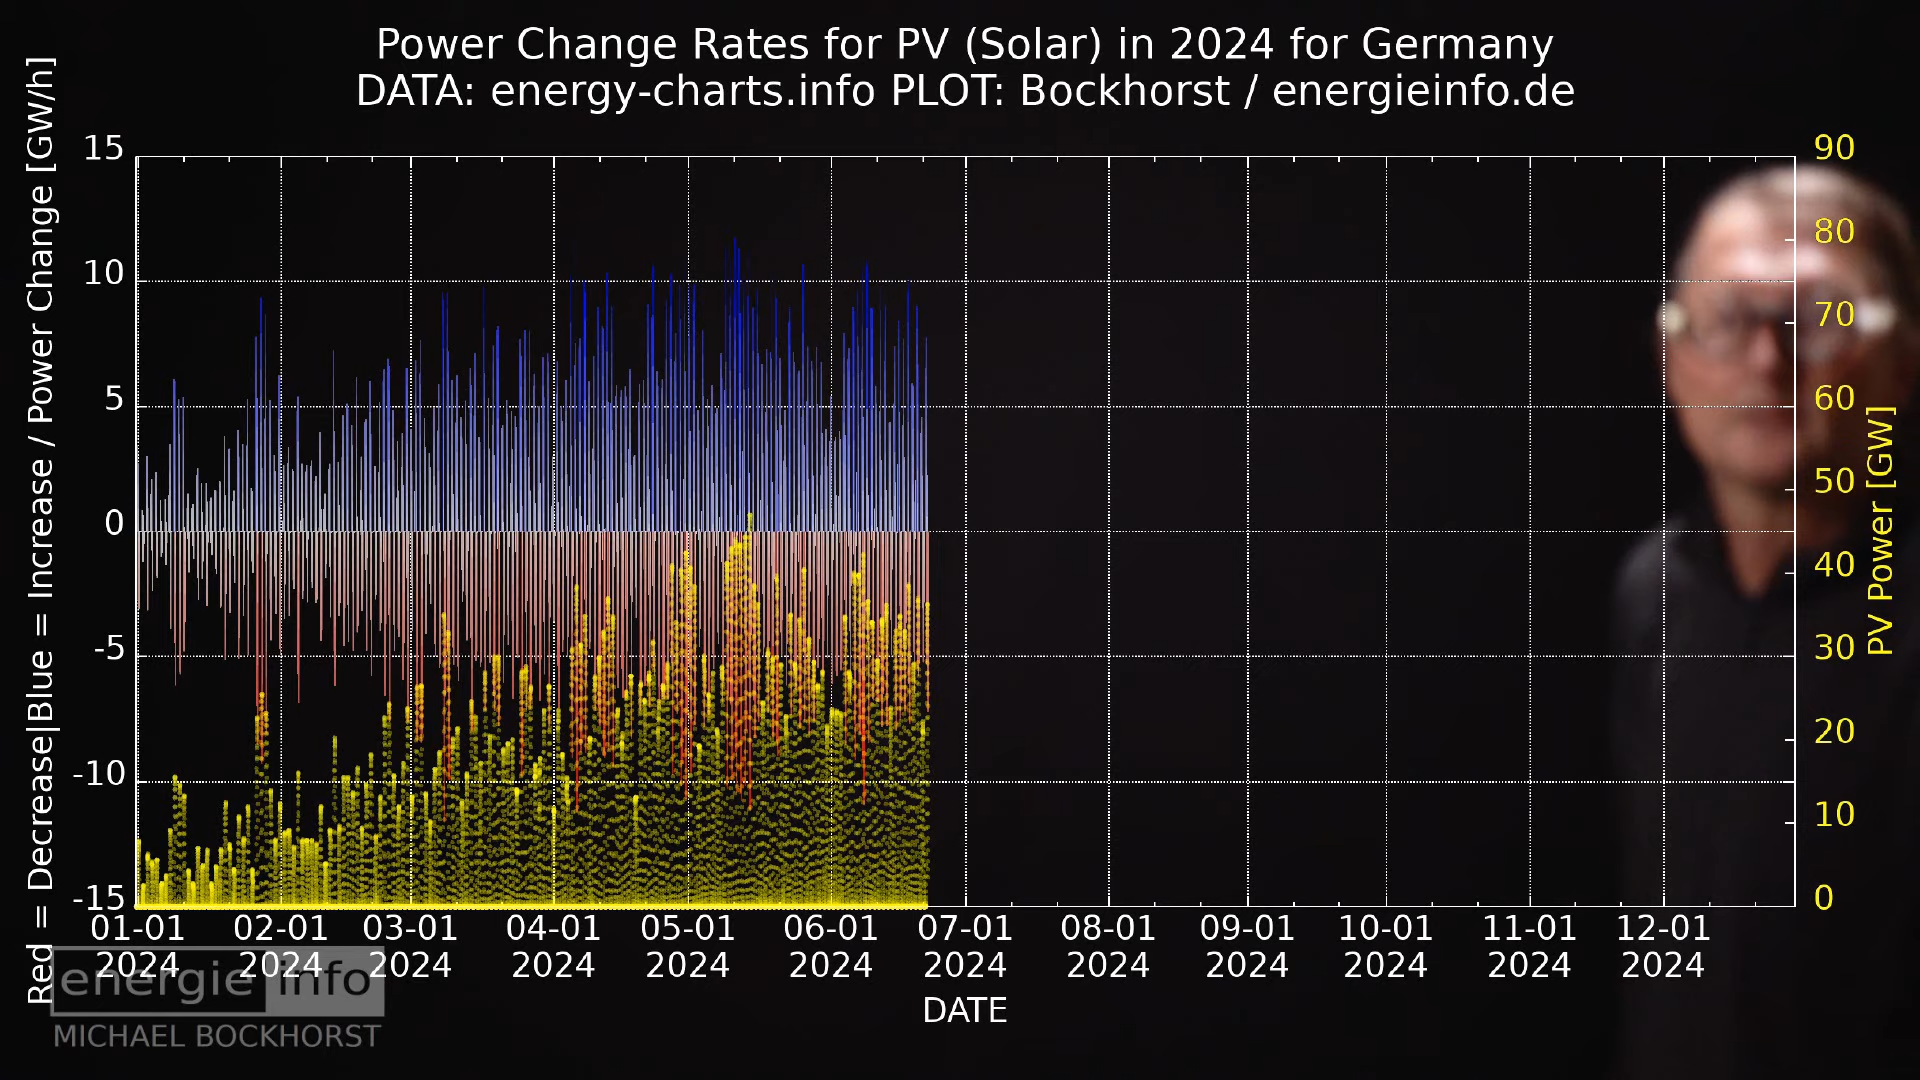 Power Change Rates for PV (Solar) in 2024 for Germany
DATA: energy-charts.info PLOT: Bockhorst / energieinfo.de
Red = Decrease|Blue = Increase / Power Change [GW/h]
15
10
5
0
-5
-10
-15
90
80
70
60
50
40
30
20
10
0
PV Power [GW]
01-01 02-01 03-01 04-01 05-01 06-01 07-01 08-01 09-01 10-01 11-01 12-01
2024 2024 2024 2024 2024 2024 2024 2024 2024 2024 2024 2024
DATE
energie info
MICHAEL BOCKHORST